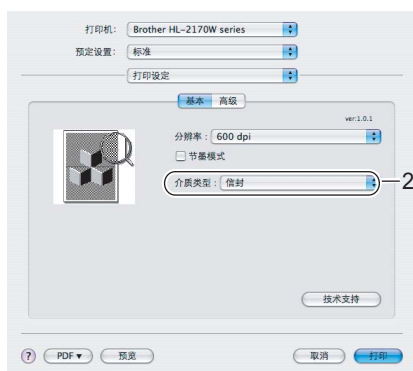 打印机: Brother HL-2170W series
预定设置: 标准
打印设定
基本 高级
ver:1.0.1
分辨率: 600 dpi
节墨模式
介质类型: 信封 2
技术支持
? PDF▼ 预览 取消 打印